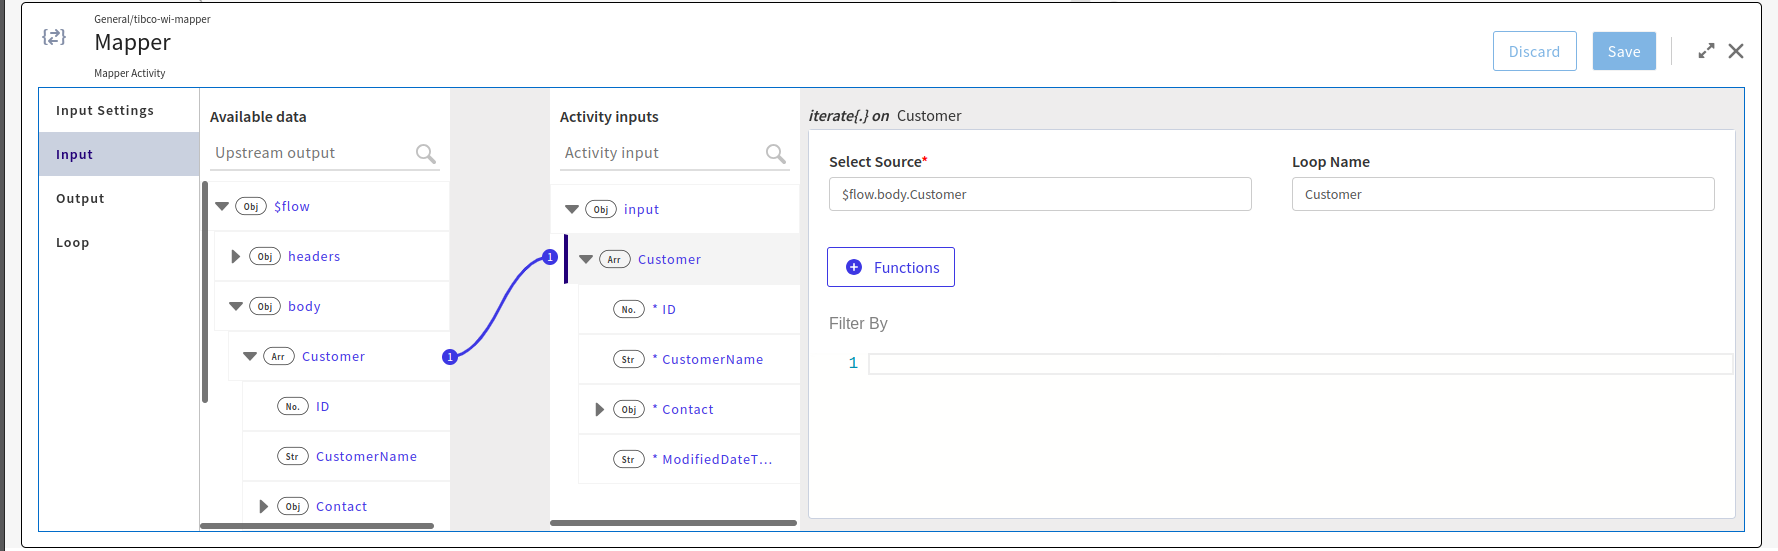 General/tibco-wi-mapper
Mapper
Mapper Activity
Discard
Save
Input Settings
Input
Output
Loop
Available data
Upstream output
Obj $flow
Obj headers
Obj body
Arr Customer
No. ID
Str CustomerName
Obj Contact
1
1
Activity inputs
Activity input
Obj input
Arr Customer
No. * ID
Str * CustomerName
Obj * Contact
Str * ModifiedDateT...
iterate{.} on Customer
Select Source*
$flow.body.Customer
Loop Name
Customer
Functions
Filter By
1